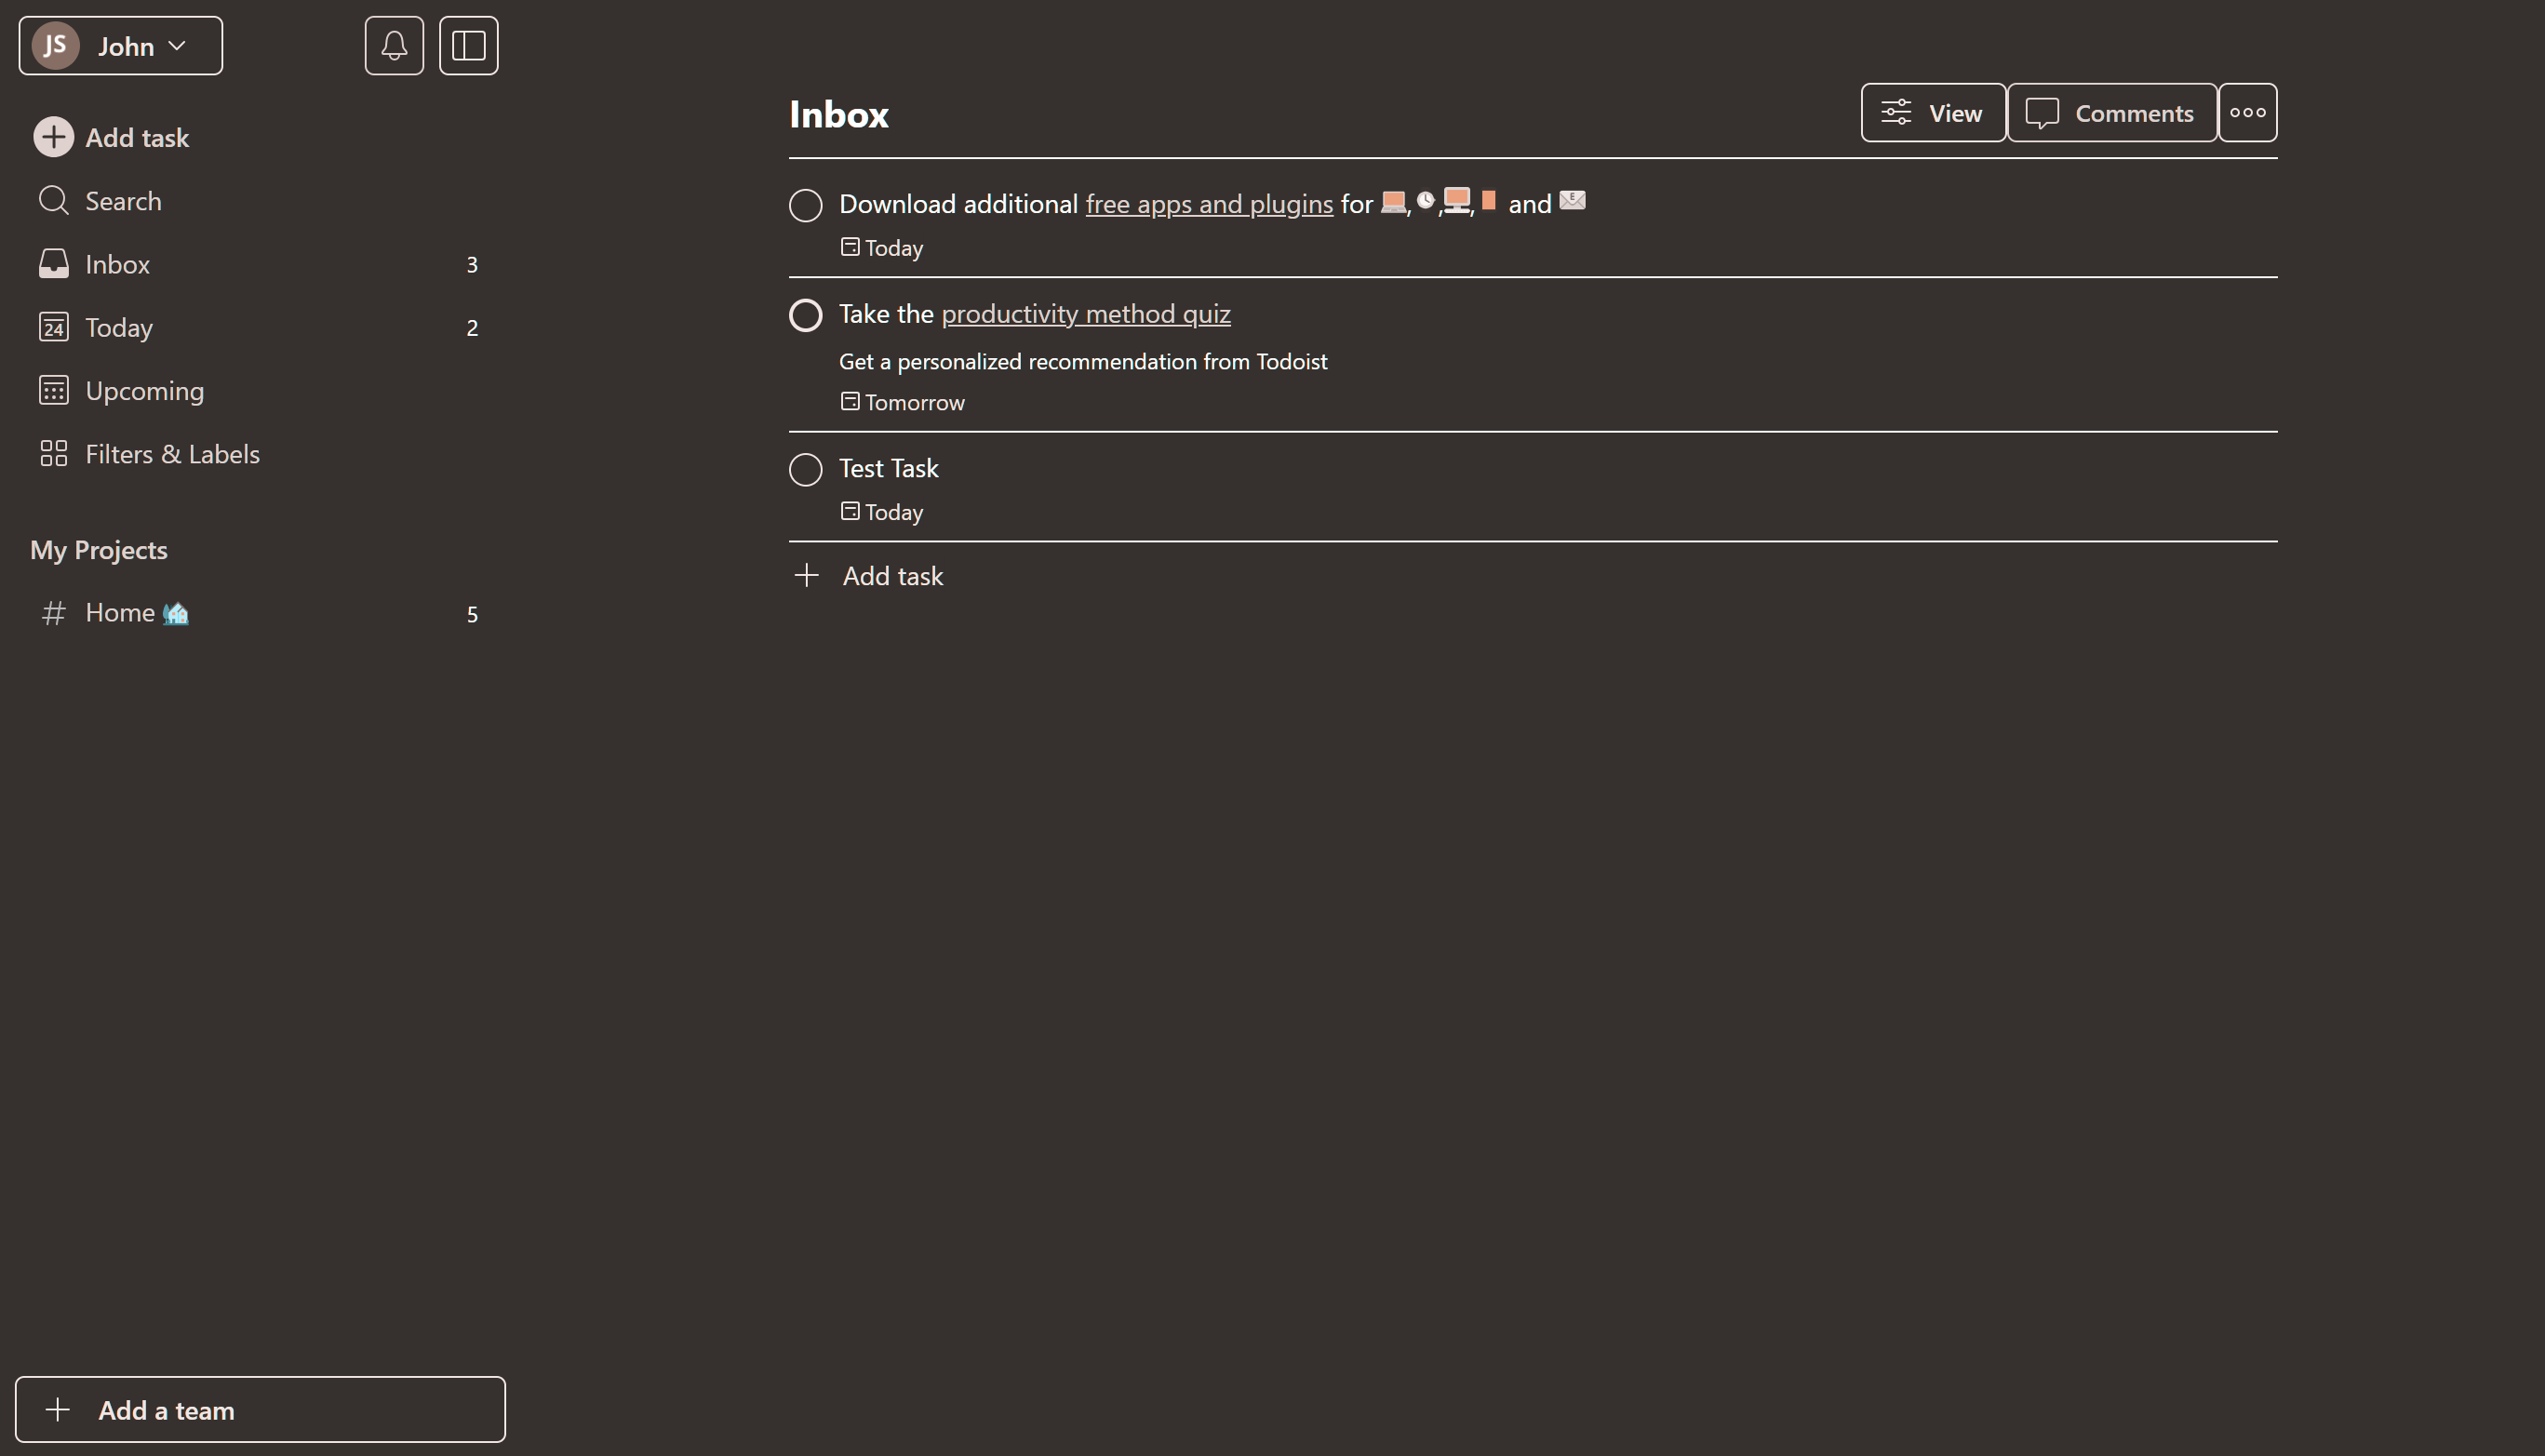 JS John
Add task
Search
Inbox 3
24 Today 2
Upcoming
Filters & Labels
My Projects
# Home 🏘️ 5
Add a team
Inbox
View
Comments
Download additional free apps and plugins for 💻, ⌚,🖥️, 📱 and 📧
Today
Take the productivity method quiz
Get a personalized recommendation from Todoist
Tomorrow
Test Task
Today
Add task